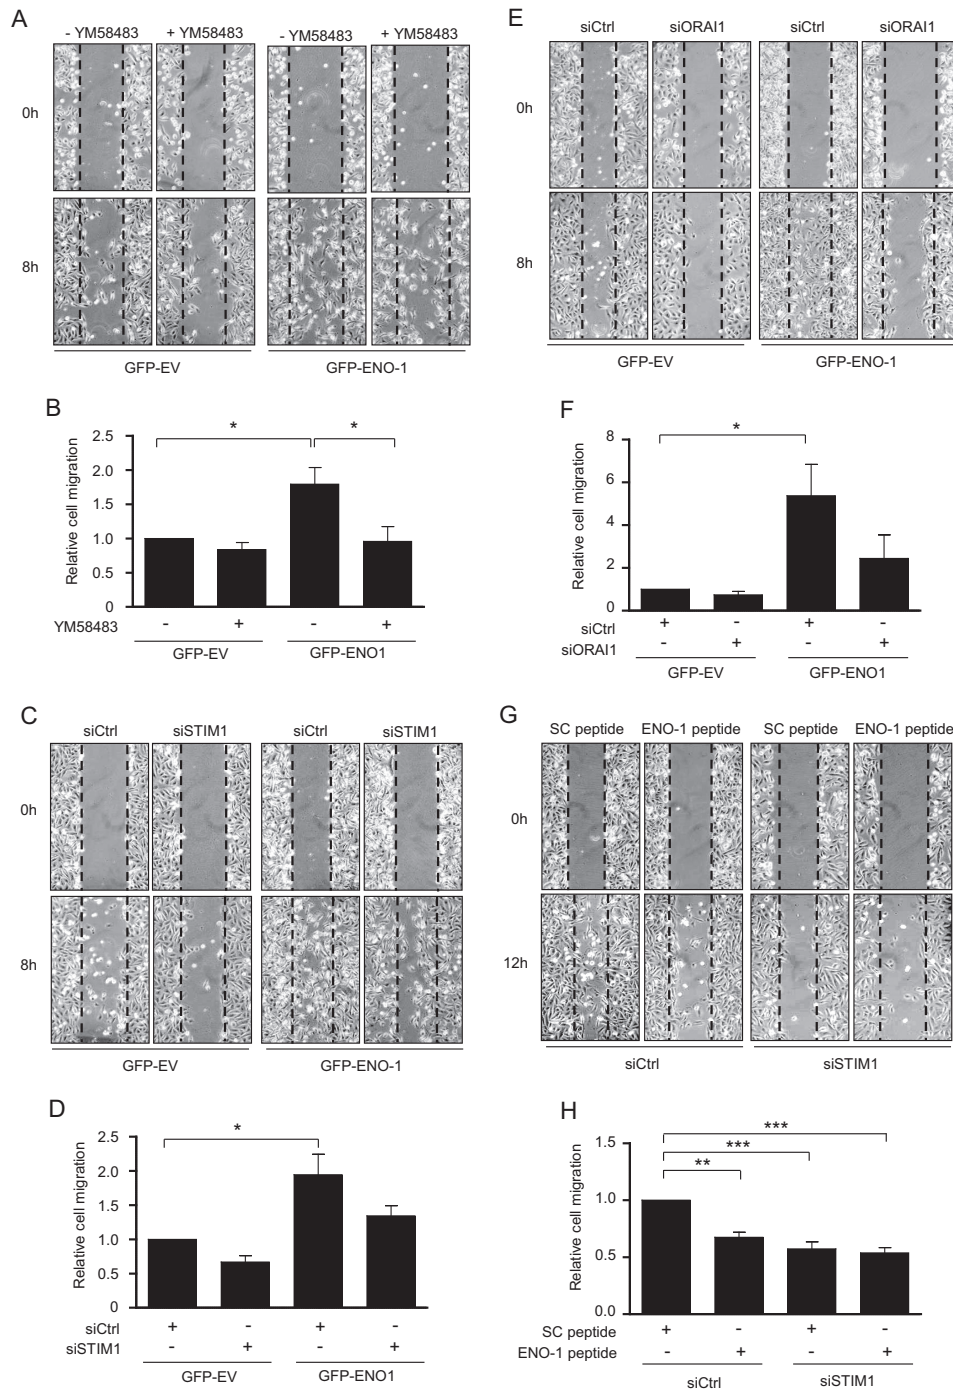 A
- YM58483 + YM58483 - YM58483 + YM58483
0h
8h
GFP-EV GFP-ENO-1
B
Relative cell migration
2.5
2.0
1.5
1.0
0.5
0
* *
YM58483 - + - +
GFP-EV GFP-ENO1
C
siCtrl siSTIM1 siCtrl siSTIM1
0h
8h
GFP-EV GFP-ENO-1
D
Relative cell migration
2.5
2.0
1.5
1.0
0.5
0
*
siCtrl + - + -
siSTIM1 - + - +
GFP-EV GFP-ENO1
E
siCtrl siORAI1 siCtrl siORAI1
0h
8h
GFP-EV GFP-ENO-1
F
Relative cell migration
8
6
4
2
0
*
siCtrl + - + -
siORAI1 - + - +
GFP-EV GFP-ENO1
G
SC peptide ENO-1 peptide SC peptide ENO-1 peptide
0h
12h
siCtrl siSTIM1
H
Relative cell migration
1.5
1.0
0.5
0.0
***
***
**
SC peptide + - + -
ENO-1 peptide - + - +
siCtrl siSTIM1